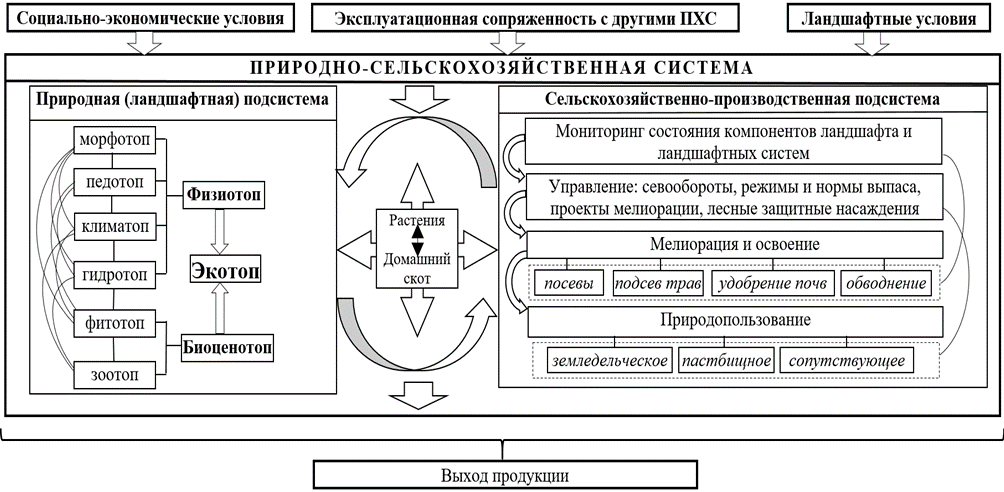 Социально-экономические условия
Эксплуатационная сопряженность с другими ПХС
Ландшафтные условия
ПРИРОДНО-СЕЛЬСКОХОЗЯЙСТВЕННАЯ СИСТЕМА
Природная (ландшафтная) подсистема
морфотоп
педотоп
климатоп
гидротоп
фитотоп
зоотоп
Физиотоп
Экотоп
Биоценотоп
Растения
Домашний
скот
Сельскохозяйственно-производственная подсистема
Мониторинг состояния компонентов ландшафта и
ландшафтных систем
Управление: севообороты, режимы и нормы выпаса,
проекты мелиорации, лесные защитные насаждения
Мелиорация и освоение
посевы
подсев трав
удобрение почв
обводнение
Природопользование
земледельческое
пастбищное
сопутствующее
Выход продукции